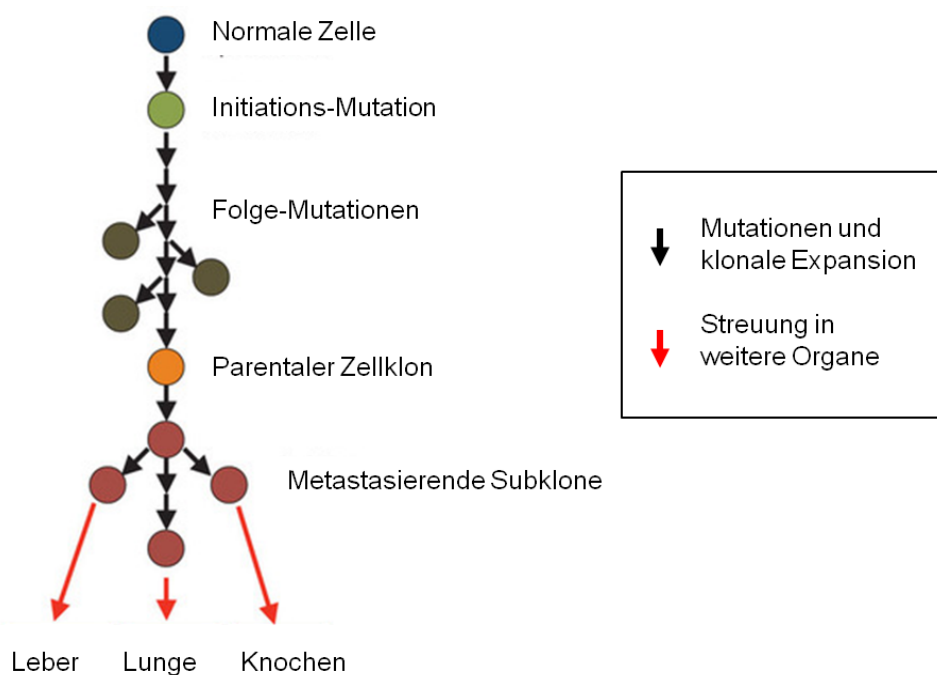 Normale Zelle
Initiations-Mutation
Folge-Mutationen
Parentaler Zellklon
Metastasierende Subklone
Leber
Lunge
Knochen
Mutationen und
klonale Expansion
Streuung in
weitere Organe